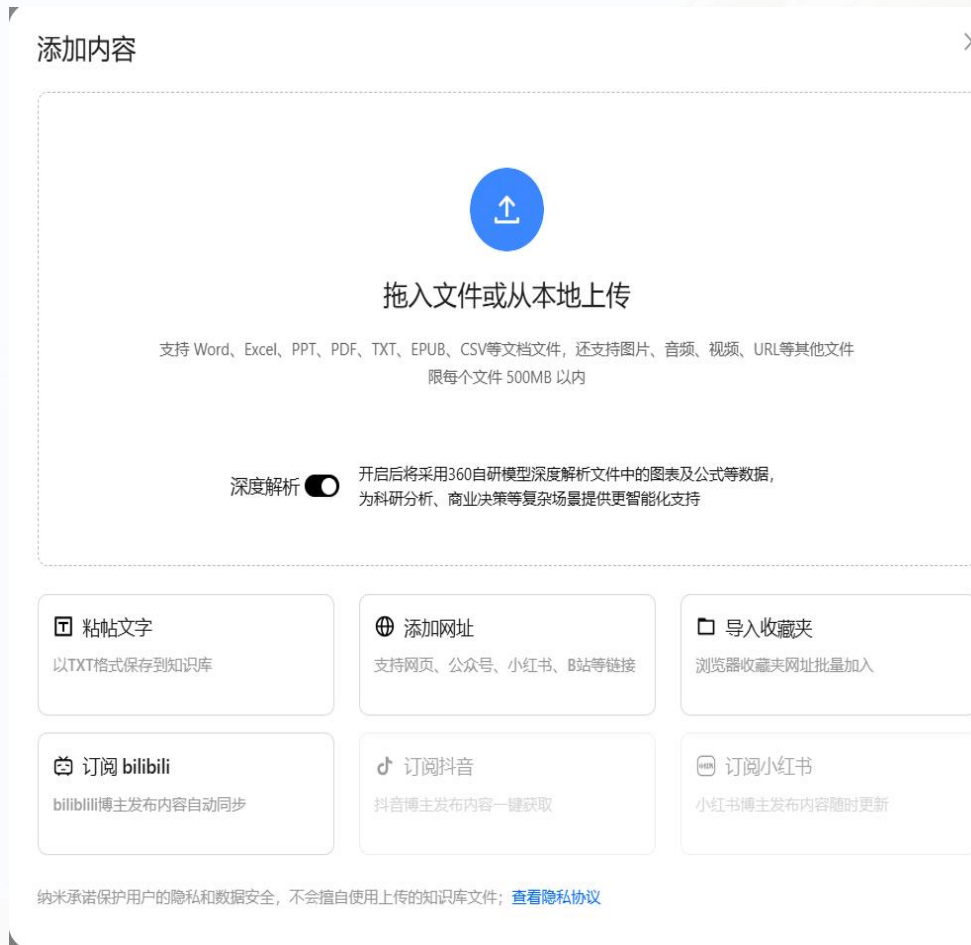 添加内容
拖入文件或从本地上传
支持 Word、Excel、PPT、PDF、TXT、EPUB、CSV等文档文件，还支持图片、音频、视频、URL等其他文件
限每个文件 500MB 以内
深度解析
开启后将采用360自研模型深度解析文件中的图表及公式等数据，
为科研分析、商业决策等复杂场景提供更智能化支持
粘帖文字
以TXT格式保存到知识库
添加网址
支持网页、公众号、小红书、B站等链接
导入收藏夹
浏览器收藏夹网址批量加入
订阅 bilibili
biliblili博主发布内容自动同步
订阅抖音
抖音博主发布内容一键获取
订阅小红书
小红书博主发布内容随时更新
纳米承诺保护用户的隐私和数据安全，不会擅自使用上传的知识库文件；查看隐私协议